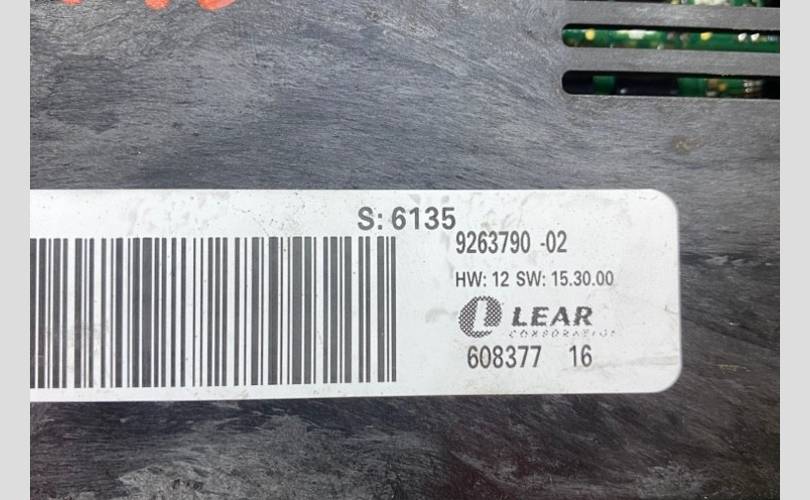 S: 6135
9263790 -02
HW: 12 SW: 15.30.00
LEAR
CORPORATION
608377 16